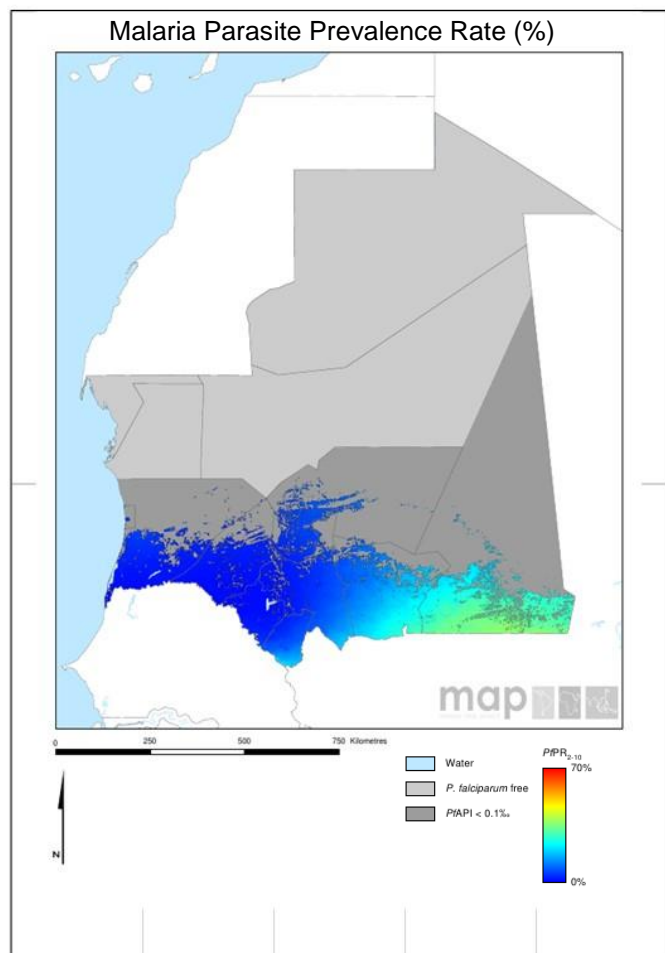 Malaria Parasite Prevalence Rate (%)
map
0 250 500 750 Kilometres
Water
P. falciparum free
PfAPI < 0.1‰
PfPR2-10
70%
0%
N